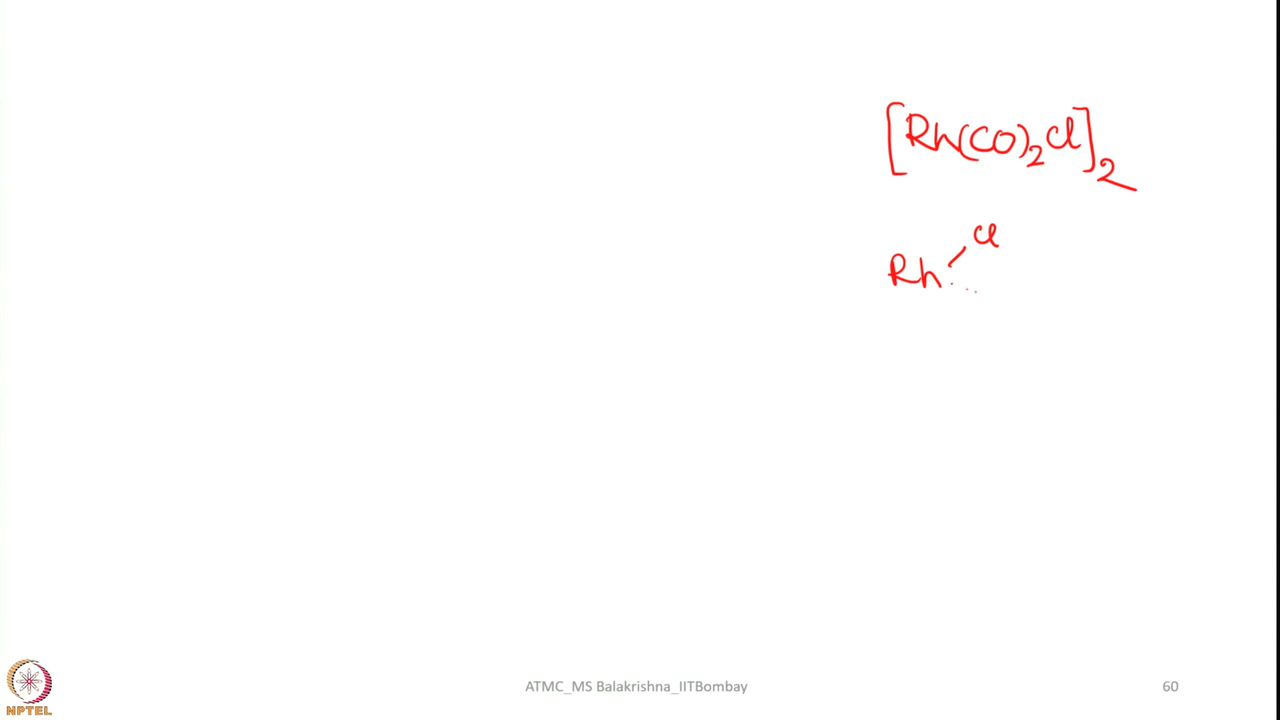 [Rh(CO)2Cl]2
Cl
Rh
NPTEL
ATMC_MS Balakrishna_IITBombay
60